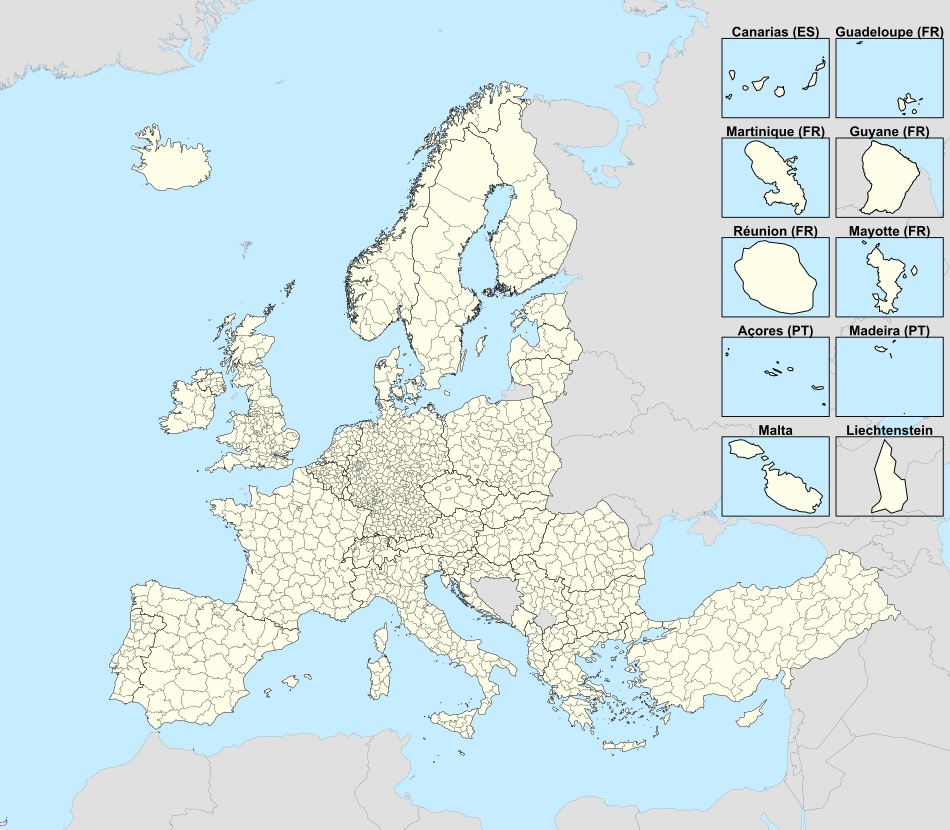 Canarias (ES) Guadeloupe (FR)
Martinique (FR) Guyane (FR)
Réunion (FR) Mayotte (FR)
Açores (PT) Madeira (PT)
Malta Liechtenstein